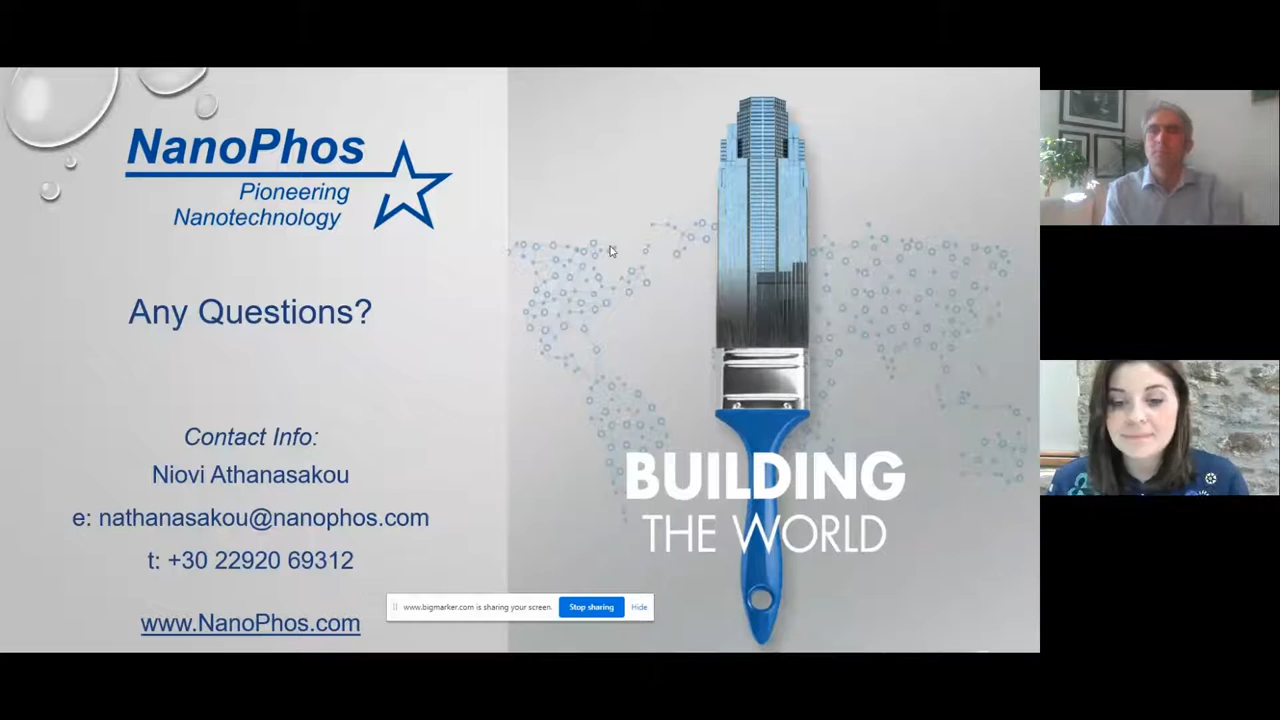 NanoPhos
Pioneering
Nanotechnology
Any Questions?
Contact Info:
Niovi Athanasakou
e: nathanasakou@nanophos.com
t: +30 22920 69312
www.NanoPhos.com
BUILDING
THE WORLD
www.bigmarker.com is sharing your screen.
Stop sharing
Hide